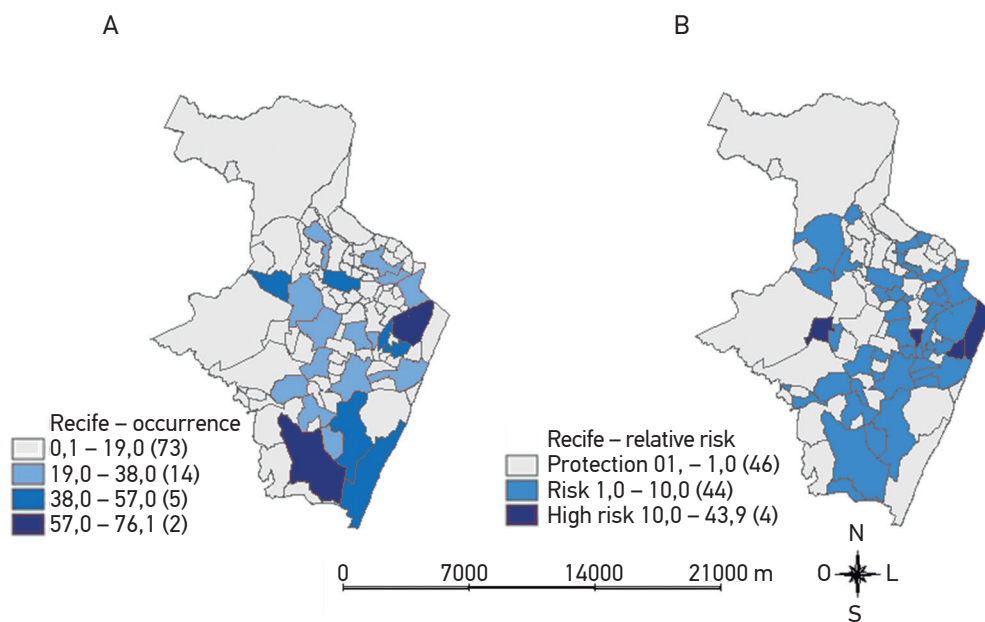 A
B
Recife – occurrence
0,1 – 19,0 (73)
19,0 – 38,0 (14)
38,0 – 57,0 (5)
57,0 – 76,1 (2)
Recife – relative risk
Protection 01, – 1,0 (46)
Risk 1,0 – 10,0 (44)
High risk 10,0 – 43,9 (4)
0 7000 14000 21000 m
N
O L
S